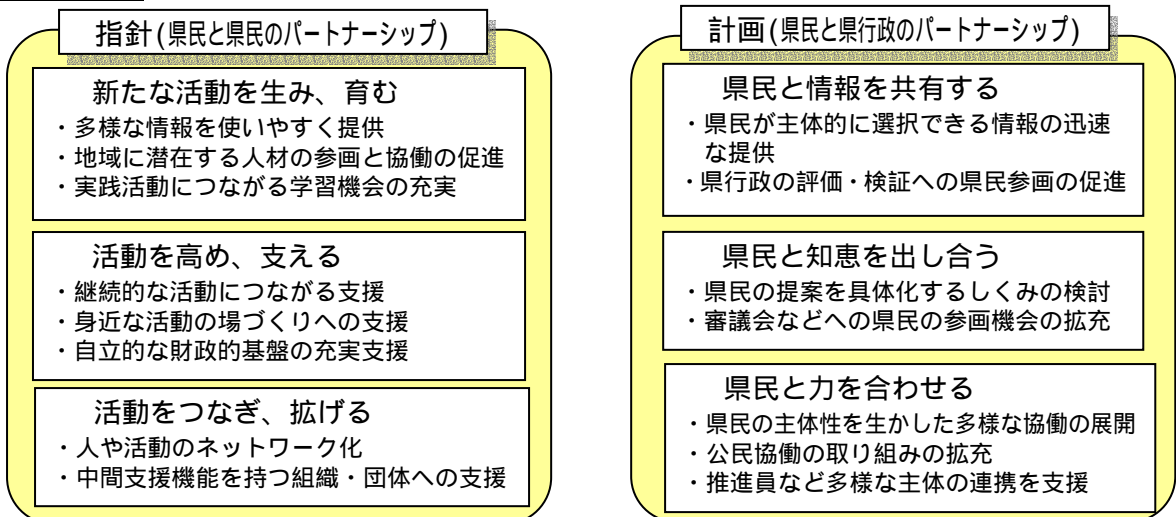 指針(県民と県民のパートナーシップ)
新たな活動を生み、育む
・多様な情報を使いやすく提供
・地域に潜在する人材の参画と協働の促進
・実践活動につながる学習機会の充実
活動を高め、支える
・継続的な活動につながる支援
・身近な活動の場づくりへの支援
・自立的な財政的基盤の充実支援
活動をつなぎ、拡げる
・人や活動のネットワーク化
・中間支援機能を持つ組織・団体への支援
計画(県民と県行政のパートナーシップ)
県民と情報を共有する
・県民が主体的に選択できる情報の迅速
な提供
・県行政の評価・検証への県民参画の促進
県民と知恵を出し合う
・県民の提案を具体化するしくみの検討
・審議会などへの県民の参画機会の拡充
県民と力を合わせる
・県民の主体性を生かした多様な協働の展開
・公民協働の取り組みの拡充
・推進員など多様な主体の連携を支援